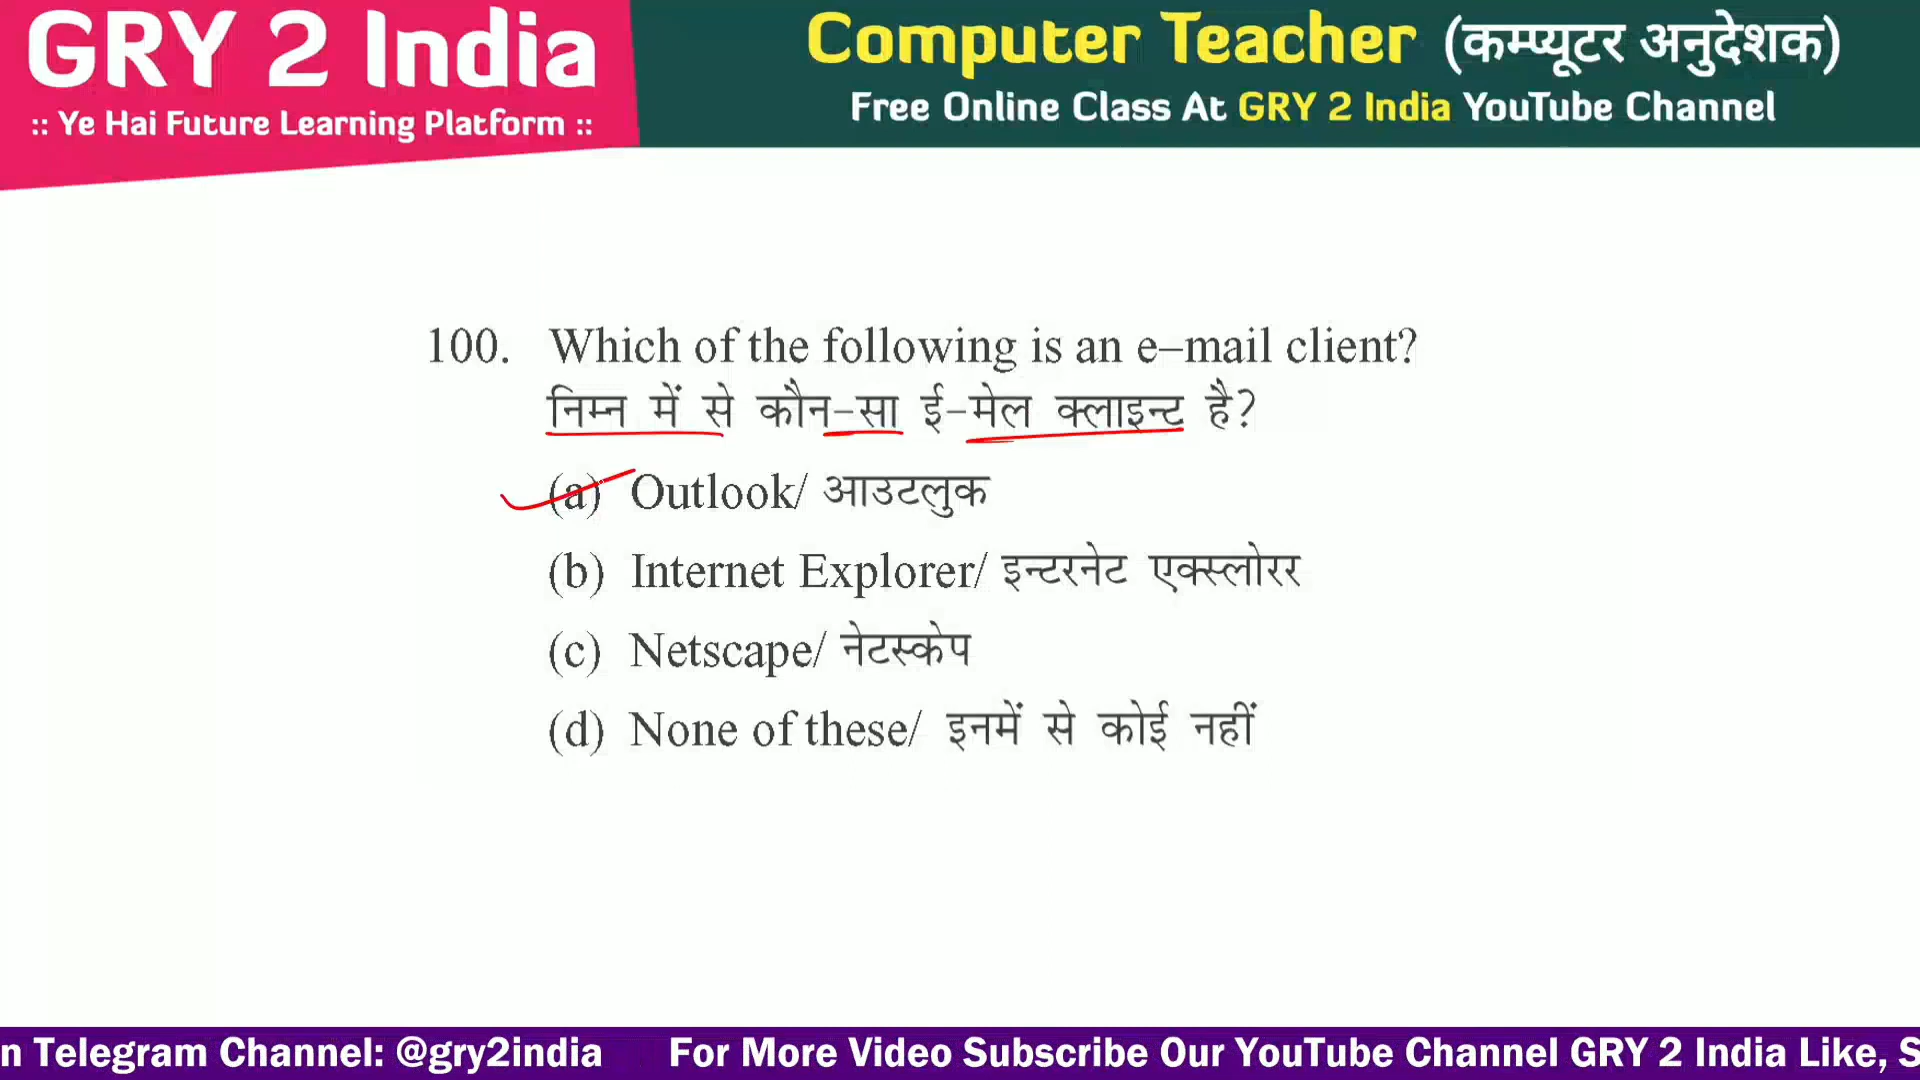 GRY 2 India
:: Ye Hai Future Learning Platform ::
Computer Teacher (कम्प्यूटर अनुदेशक)
Free Online Class At GRY 2 India YouTube Channel
100. Which of the following is an e–mail client?
निम्न में से कौन-सा ई-मेल क्लाइन्ट है?
(a) Outlook/ आउटलुक
(b) Internet Explorer/ इन्टरनेट एक्स्लोरर
(c) Netscape/ नेटस्केप
(d) None of these/ इनमें से कोई नहीं
n Telegram Channel: @gry2india For More Video Subscribe Our YouTube Channel GRY 2 India Like, S